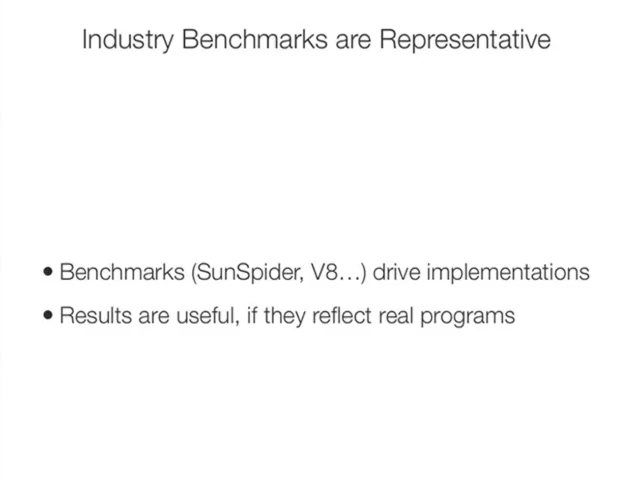 Industry Benchmarks are Representative
• Benchmarks (SunSpider, V8...) drive implementations
• Results are useful, if they reflect real programs